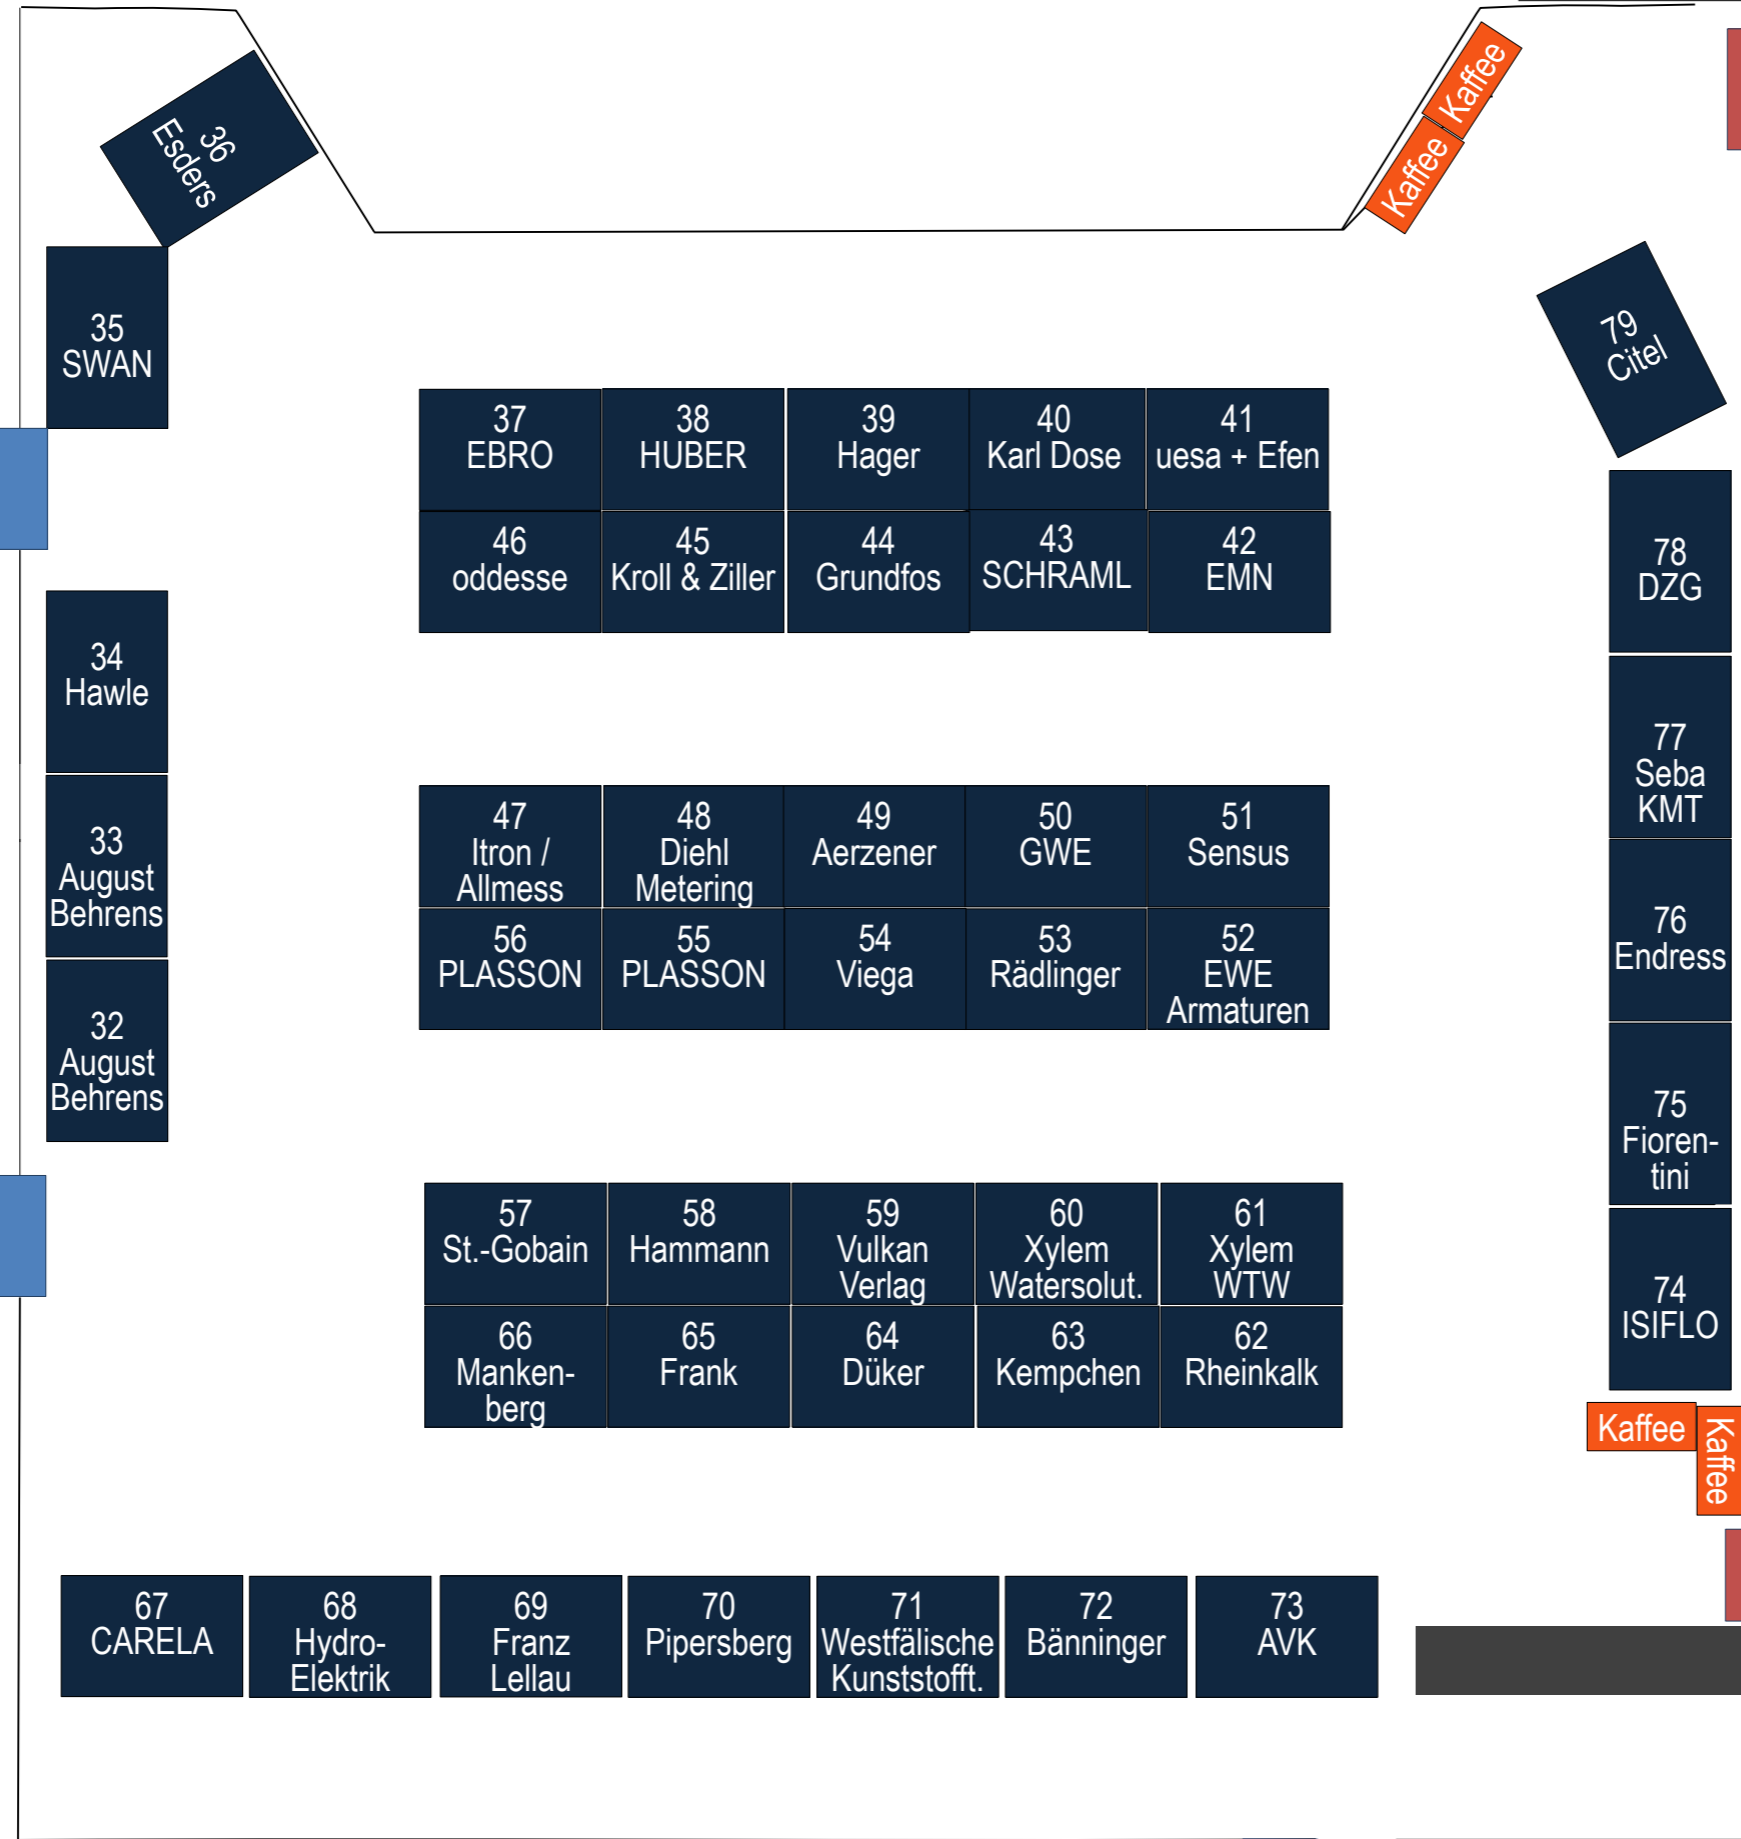 Kaffee
Kaffee
36
Esders
35
SWAN
79
Citel
37
EBRO
38
HUBER
39
Hager
40
Karl Dose
41
uesa + Efen
46
oddesse
45
Kroll & Ziller
44
Grundfos
43
SCHRAML
42
EMN
78
DZG
34
Hawle
77
Seba
KMT
33
August
Behrens
47
Itron /
Allmess
48
Diehl
Metering
49
Aerzener
50
GWE
51
Sensus
56
PLASSON
55
PLASSON
54
Viega
53
Rädlinger
52
EWE
Armaturen
76
Endress
32
August
Behrens
75
Fioren-
tini
57
St.-Gobain
58
Hammann
59
Vulkan
Verlag
60
Xylem
Watersolut.
61
Xylem
WTW
74
ISIFLO
66
Manken-
berg
65
Frank
64
Düker
63
Kempchen
62
Rheinkalk
Kaffee
Kaffee
67
CARELA
68
Hydro-
Elektrik
69
Franz
Lellau
70
Pipersberg
71
Westfälische
Kunststofft.
72
Bänninger
73
AVK